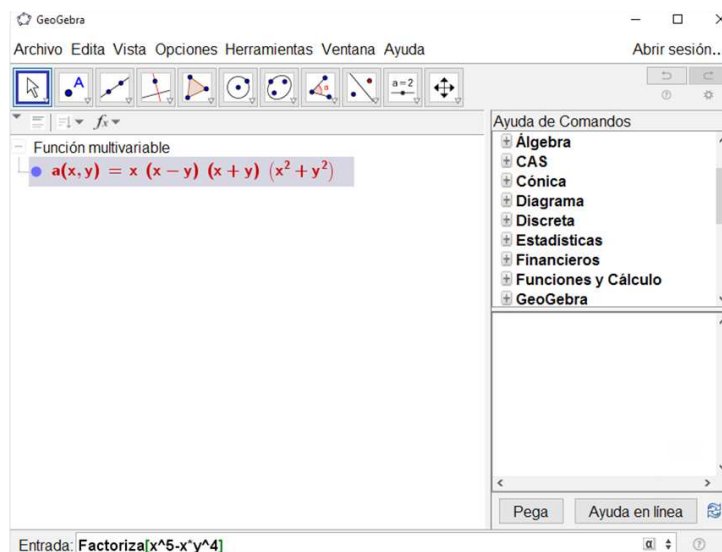 GeoGebra
Archivo Edita Vista Opciones Herramientas Ventana Ayuda Abrir sesión...
A a=2
fx Ayuda de Comandos
Función multivariable
a(x, y) = x (x − y) (x + y) (x² + y²)
Álgebra
CAS
Cónica
Diagrama
Discreta
Estadísticas
Financieros
Funciones y Cálculo
GeoGebra
Pega Ayuda en línea
Entrada: Factoriza[x^5-x*y^4] α